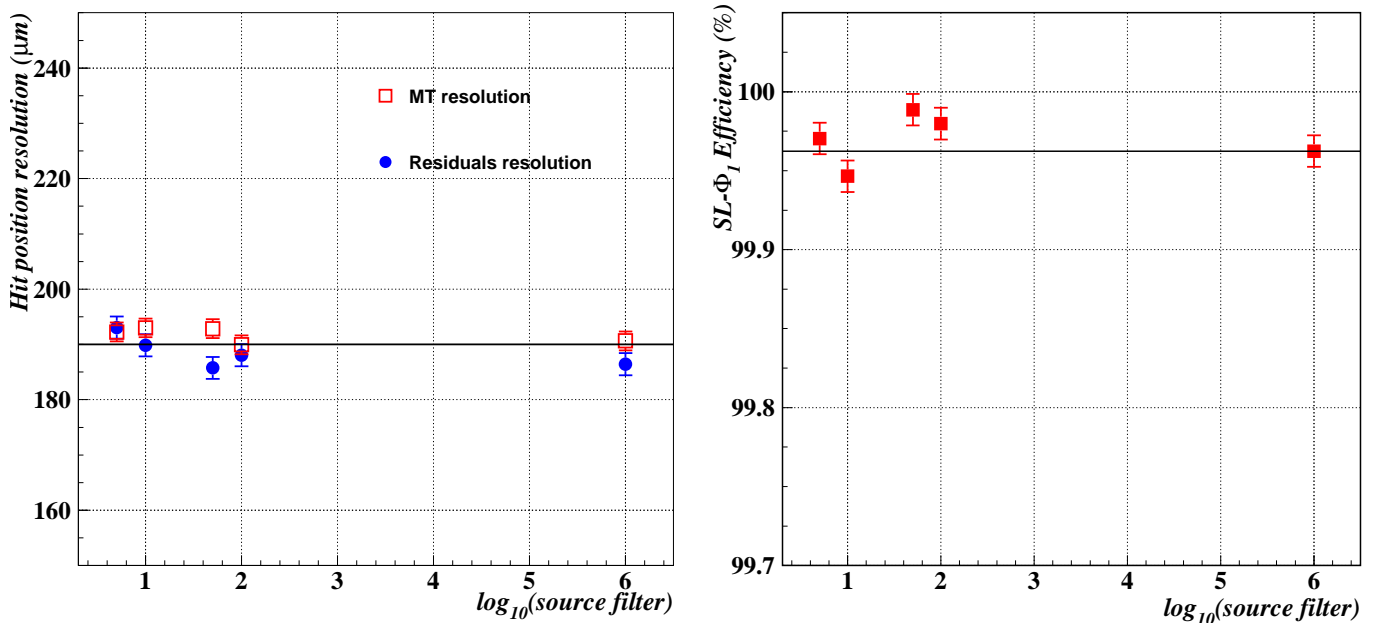 Hit position resolution (μm)
240
220
200
180
160
MT resolution
Residuals resolution
1 2 3 4 5 6
log10(source filter)
SL-Φ1 Efficiency (%)
100
99.9
99.8
99.7
1 2 3 4 5 6
log10(source filter)